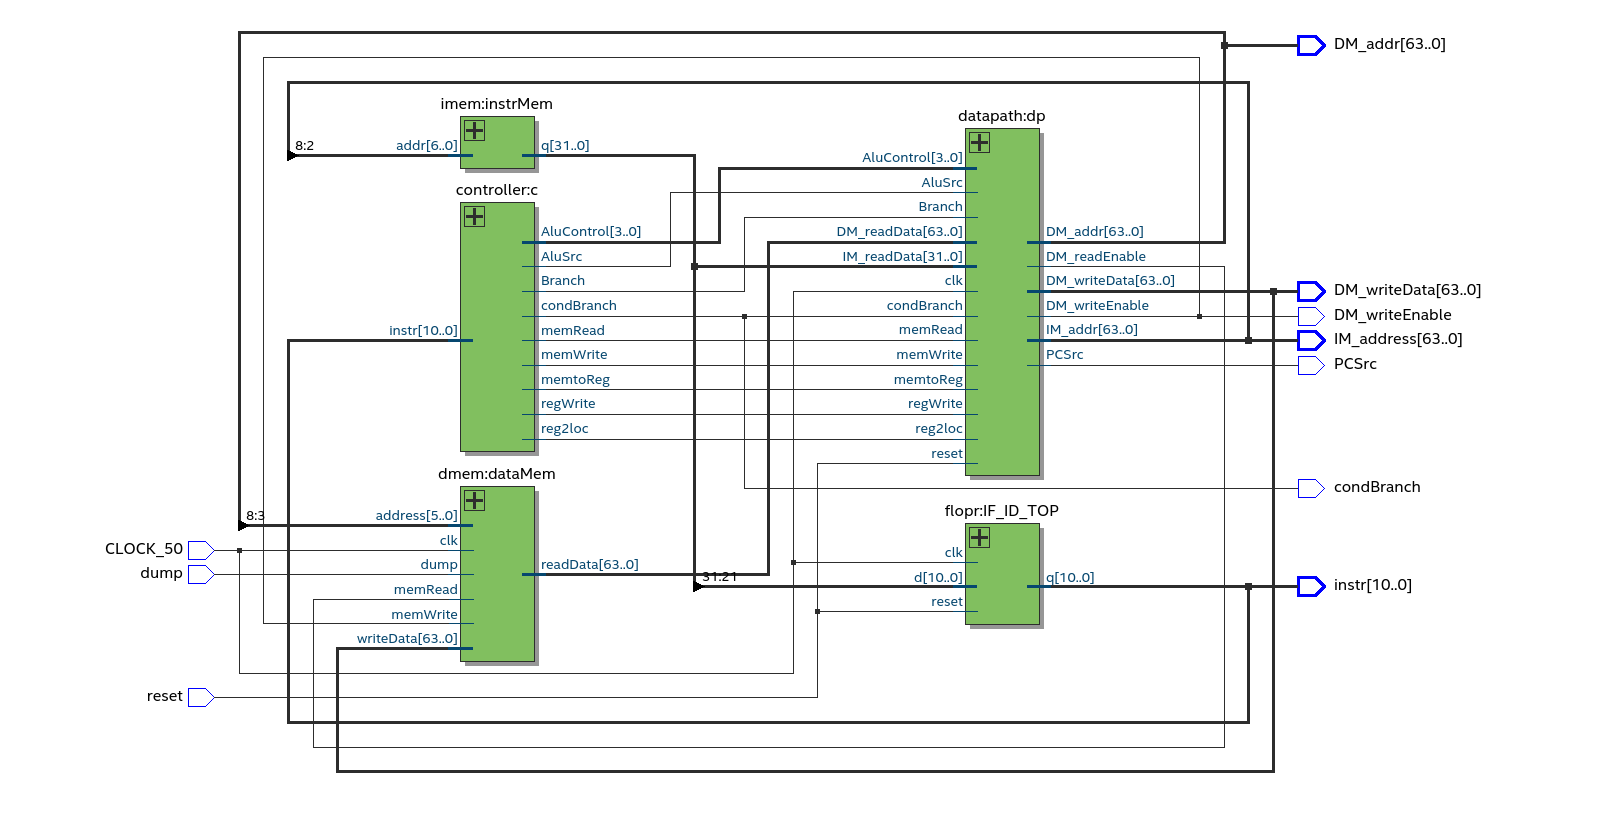 DM_addr[63..0]
imem:instrMem
8:2
addr[6..0]
q[31..0]
controller:c
AluControl[3..0]
AluSrc
Branch
condBranch
instr[10..0]
memRead
memWrite
memtoReg
regWrite
reg2loc
datapath:dp
AluControl[3..0]
AluSrc
Branch
DM_readData[63..0]
IM_readData[31..0]
clk
condBranch
memRead
memWrite
memtoReg
regWrite
reg2loc
reset
DM_addr[63..0]
DM_readEnable
DM_writeData[63..0]
DM_writeEnable
IM_addr[63..0]
PCSrc
DM_writeData[63..0]
DM_writeEnable
IM_address[63..0]
PCSrc
condBranch
dmem:dataMem
8:3
address[5..0]
clk
dump
memRead
memWrite
writeData[63..0]
readData[63..0]
CLOCK_50
dump
reset
flopr:IF_ID_TOP
31:21
clk
d[10..0]
reset
q[10..0]
instr[10..0]